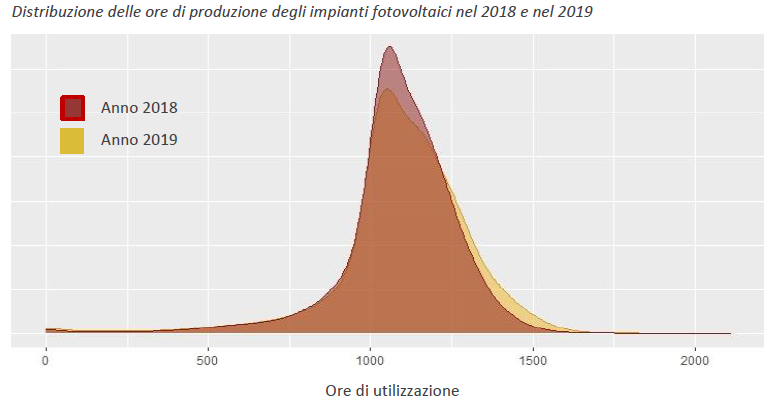 Distribuzione delle ore di produzione degli impianti fotovoltaici nel 2018 e nel 2019
Anno 2018
Anno 2019
0 500 1000 1500 2000
Ore di utilizzazione